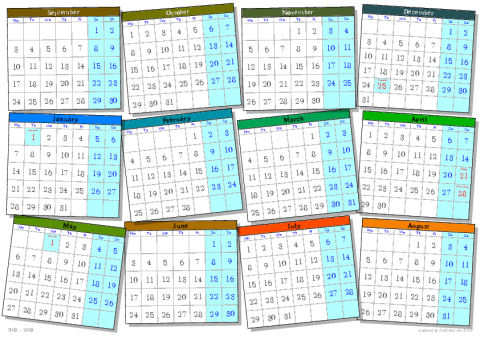 September
Mo Tu We Th Fr Sa Su
1 2
3 4 5 6 7 8 9
10 11 12 13 14 15 16
17 18 19 20 21 22 23
24 25 26 27 28 29 30
October
Mo Tu We Th Fr Sa Su
1 2 3 4 5 6 7
8 9 10 11 12 13 14
15 16 17 18 19 20 21
22 23 24 25 26 27 28
29 30 31
November
Mo Tu We Th Fr Sa Su
1 2 3 4
5 6 7 8 9 10 11
12 13 14 15 16 17 18
19 20 21 22 23 24 25
26 27 28 29 30
December
Mo Tu We Th Fr Sa Su
1 2
3 4 5 6 7 8 9
10 11 12 13 14 15 16
17 18 19 20 21 22 23
24 25 26 27 28 29 30
31
January
Mo Tu We Th Fr Sa Su
1 2 3 4 5 6
7 8 9 10 11 12 13
14 15 16 17 18 19 20
21 22 23 24 25 26 27
28 29 30 31
February
Mo Tu We Th Fr Sa Su
1 2 3
4 5 6 7 8 9 10
11 12 13 14 15 16 17
18 19 20 21 22 23 24
25 26 27 28
March
Mo Tu We Th Fr Sa Su
1 2 3
4 5 6 7 8 9 10
11 12 13 14 15 16 17
18 19 20 21 22 23 24
25 26 27 28 29 30 31
April
Mo Tu We Th Fr Sa Su
1 2 3 4 5 6 7
8 9 10 11 12 13 14
15 16 17 18 19 20 21
22 23 24 25 26 27 28
29 30
May
Mo Tu We Th Fr Sa Su
1 2 3 4 5
6 7 8 9 10 11 12
13 14 15 16 17 18 19
20 21 22 23 24 25 26
27 28 29 30 31
June
Mo Tu We Th Fr Sa Su
1 2
3 4 5 6 7 8 9
10 11 12 13 14 15 16
17 18 19 20 21 22 23
24 25 26 27 28 29 30
July
Mo Tu We Th Fr Sa Su
1 2 3 4 5 6 7
8 9 10 11 12 13 14
15 16 17 18 19 20 21
22 23 24 25 26 27 28
29 30 31
August
Mo Tu We Th Fr Sa Su
1 2 3 4
5 6 7 8 9 10 11
12 13 14 15 16 17 18
19 20 21 22 23 24 25
26 27 28 29 30 31
2018 - 2019